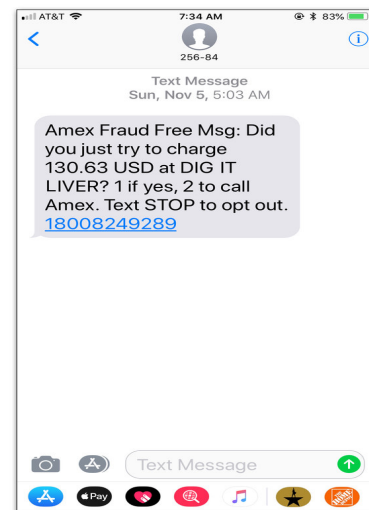 AT&T 7:34 AM 83%
256-84
Text Message
Sun, Nov 5, 5:03 AM
Amex Fraud Free Msg: Did
you just try to charge
130.63 USD at DIG IT
LIVER? 1 if yes, 2 to call
Amex. Text STOP to opt out.
18008249289
Text Message
Pay